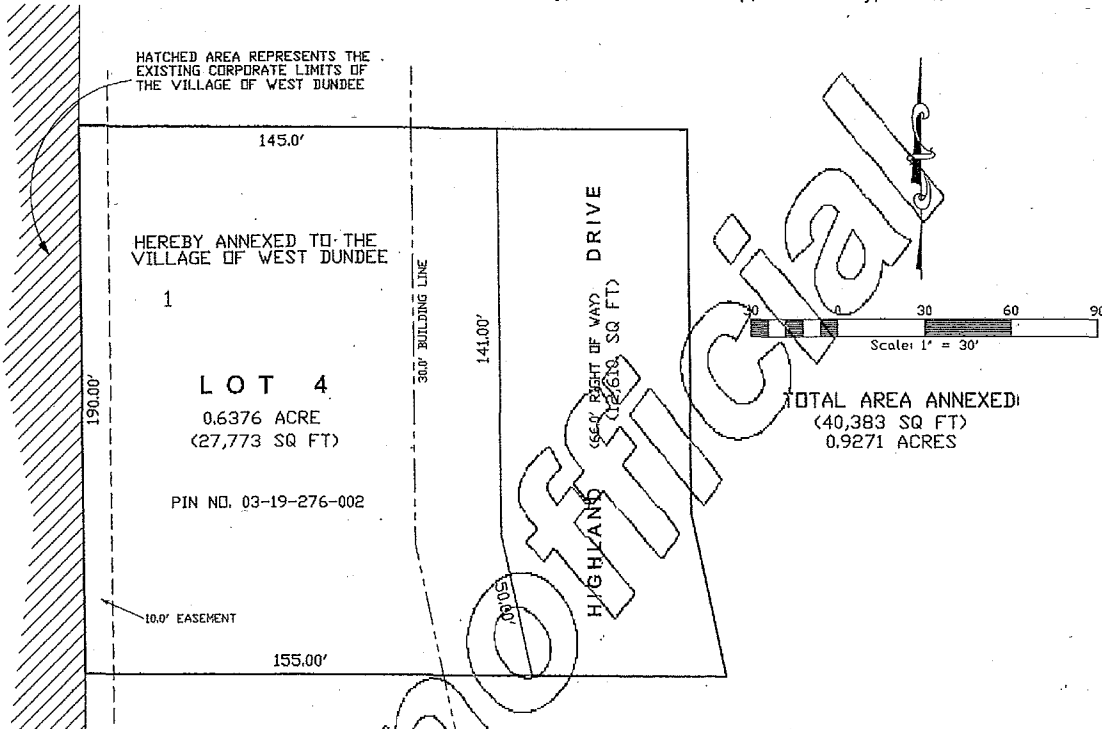 HATCHED AREA REPRESENTS THE
EXISTING CORPORATE LIMITS OF
THE VILLAGE OF WEST DUNDEE
145.0'
HEREBY ANNEXED TO THE
VILLAGE OF WEST DUNDEE
1
190.00'
LOT 4
0.6376 ACRE
(27,773 SQ FT)
PIN NO. 03-19-276-002
10.0' EASEMENT
155.00'
30.0' BUILDING LINE
141.00'
50.00'
HIGHLAND DRIVE
(66.0' RIGHT OF WAY)
(12,610 SQ FT)
30 0 30 60 90
Scale: 1" = 30'
TOTAL AREA ANNEXED
(40,383 SQ FT)
0.9271 ACRES
official